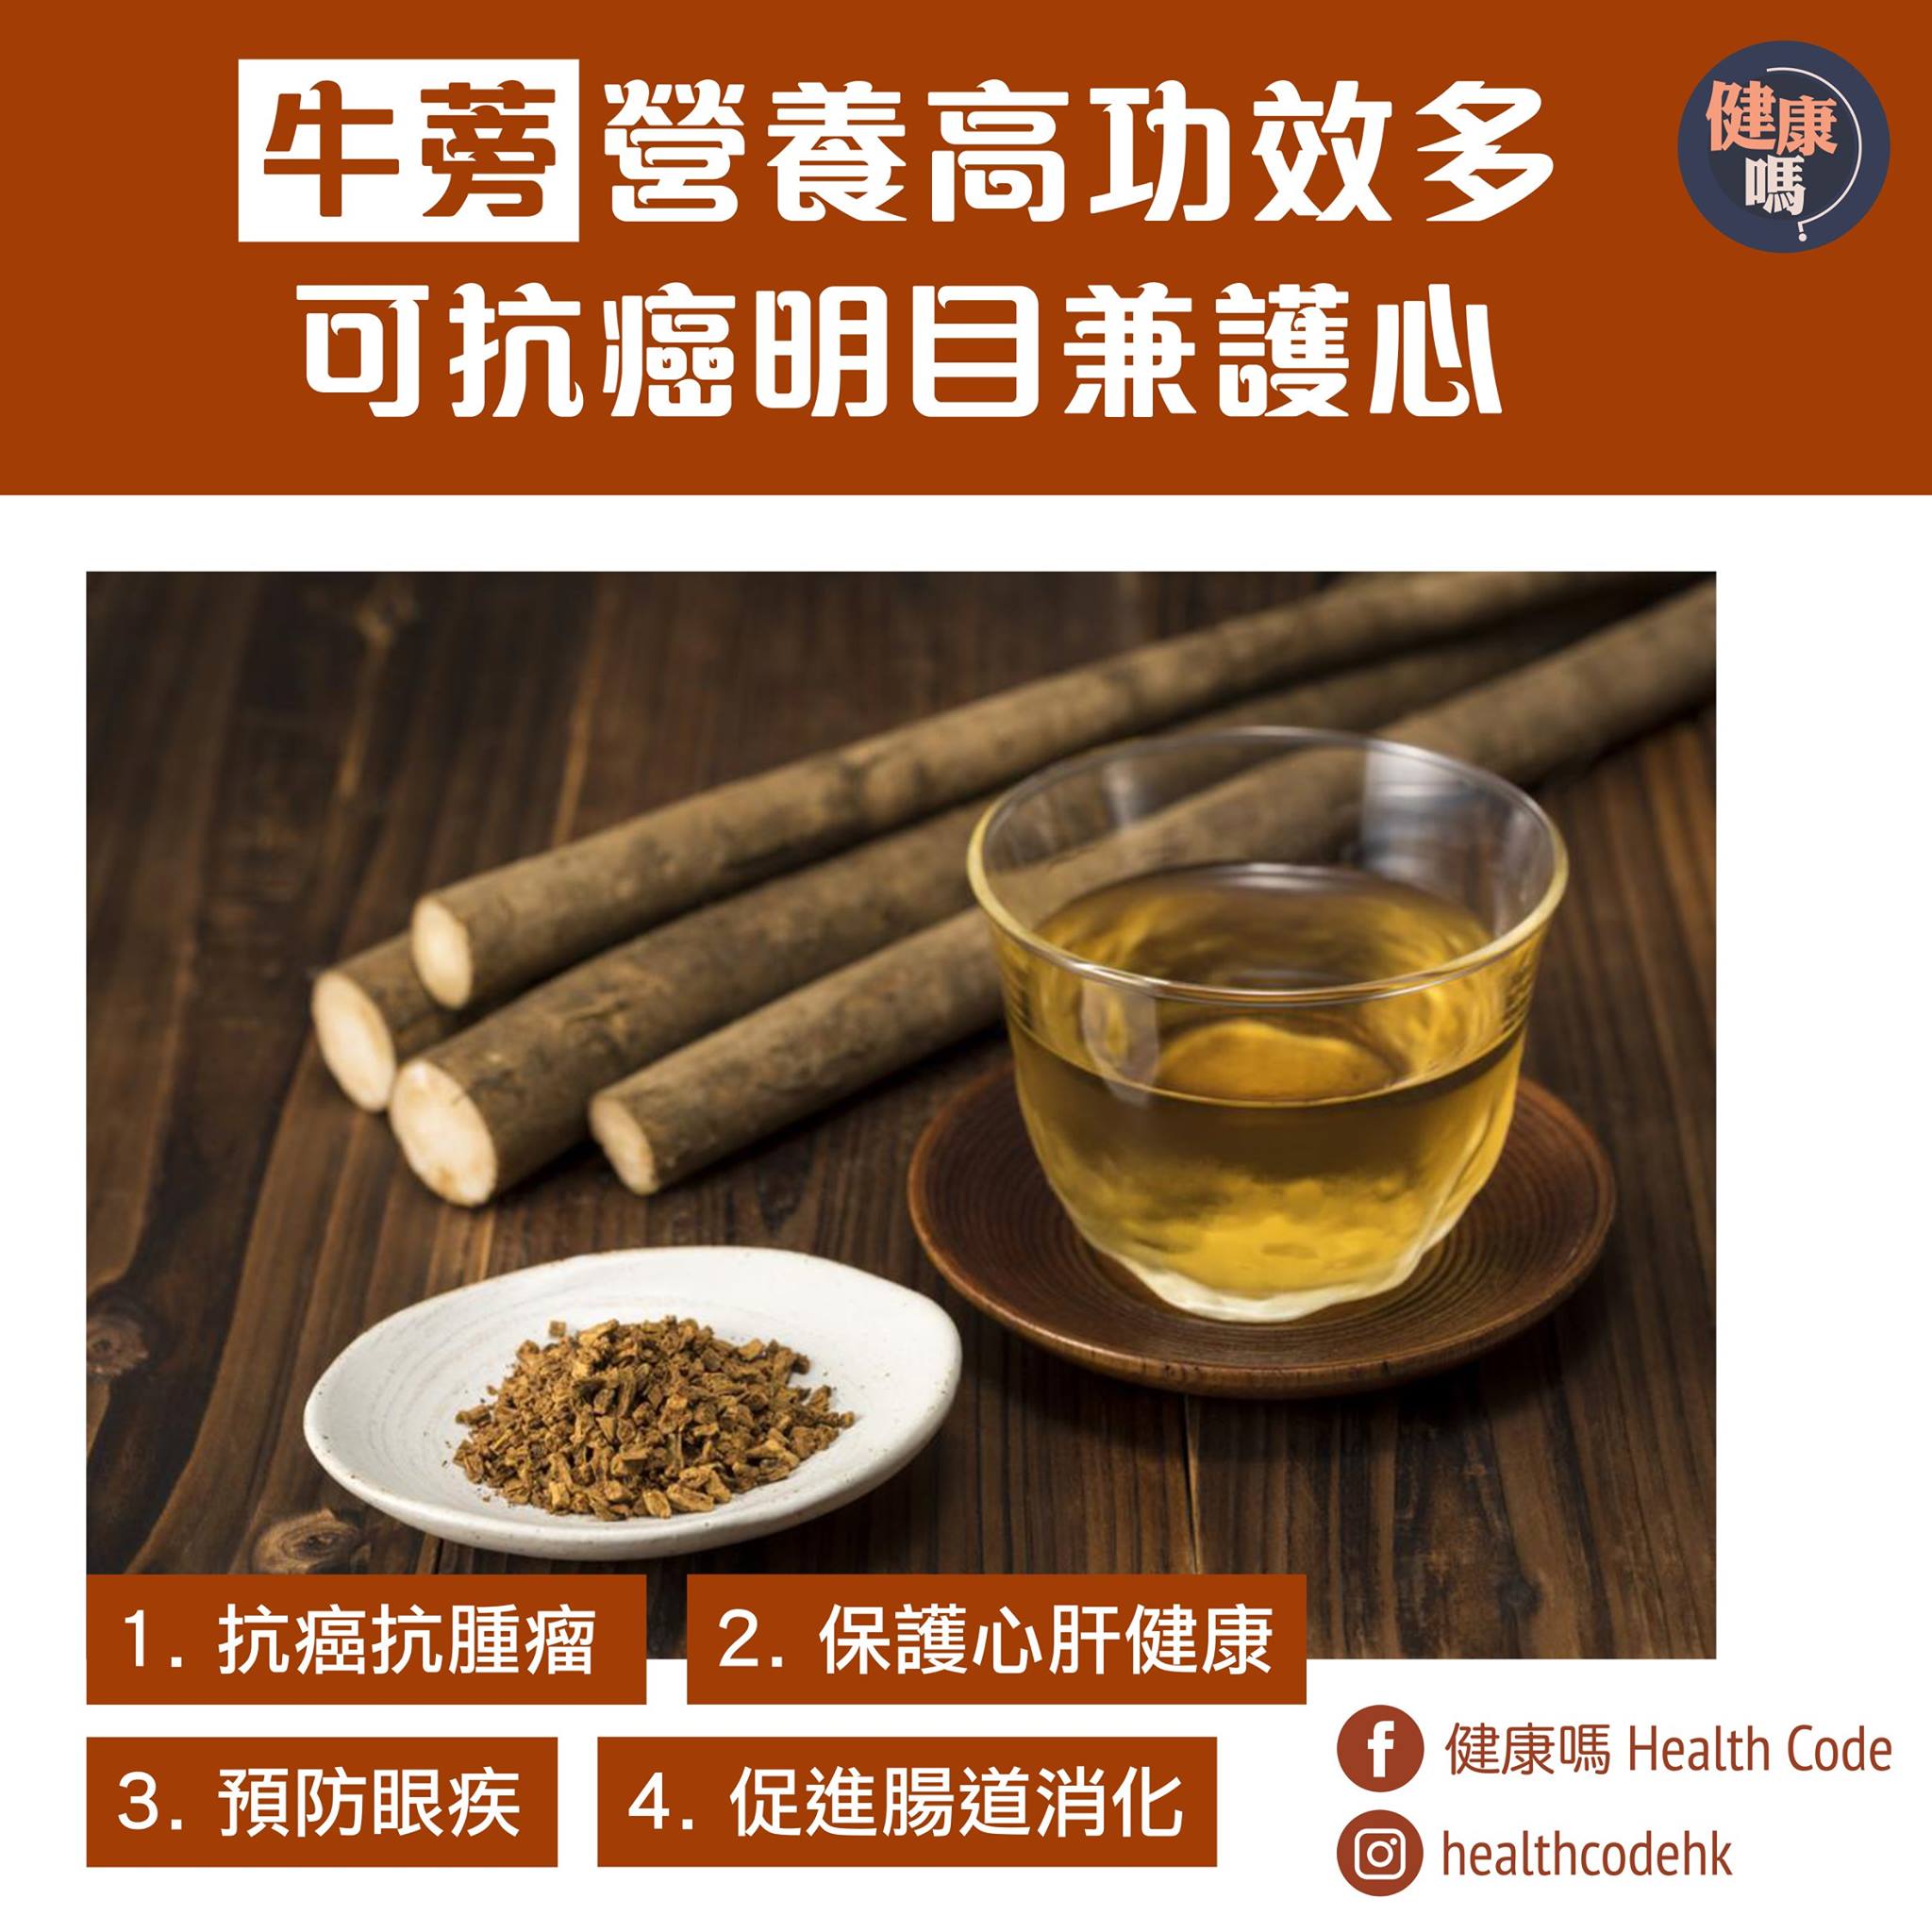 牛蒡營養高功效多
可抗癌明目兼護心
健康
嗎
1. 抗癌抗腫瘤
2. 保護心肝健康
3. 預防眼疾
4. 促進腸道消化
健康嗎 Health Code
healthcodehk